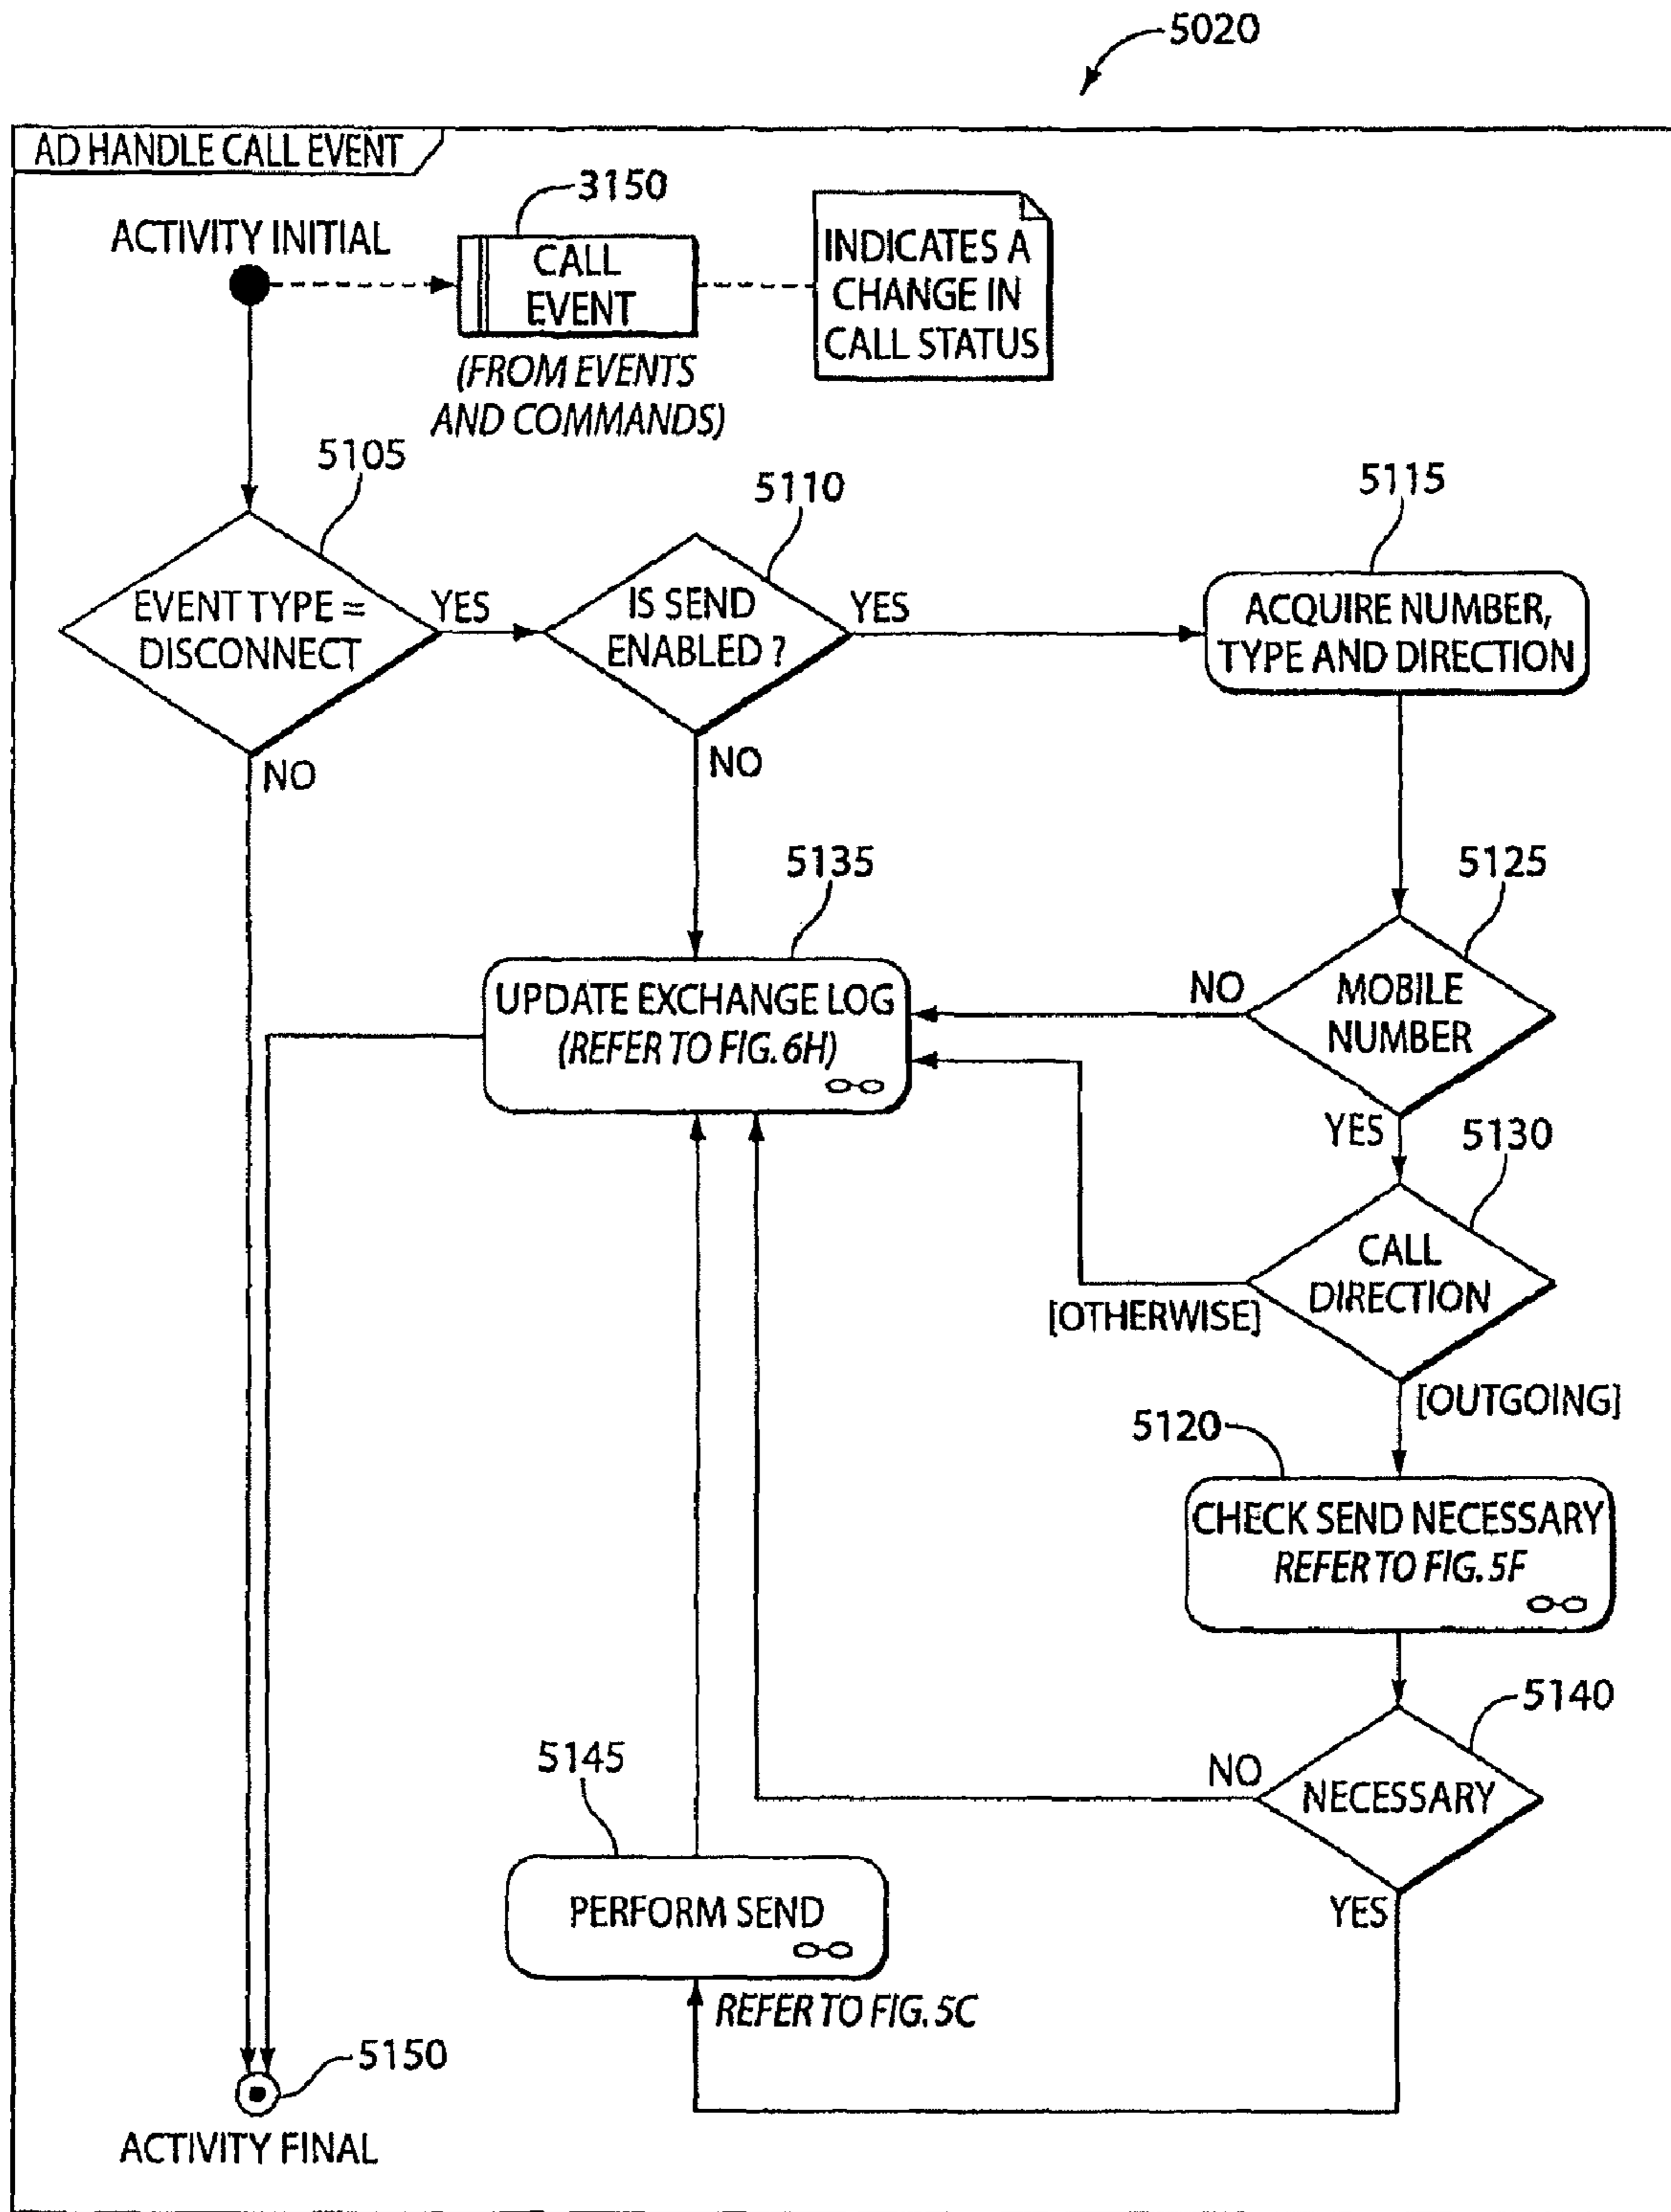 5020
AD HANDLE CALL EVENT
3150
ACTIVITY INITIAL
CALL
EVENT
(FROM EVENTS
AND COMMANDS)
INDICATES A
CHANGE IN
CALL STATUS
5105
EVENT TYPE =
DISCONNECT
YES
NO
5110
IS SEND
ENABLED ?
YES
NO
5115
ACQUIRE NUMBER,
TYPE AND DIRECTION
5135
UPDATE EXCHANGE LOG
(REFER TO FIG. 6H)
5125
MOBILE
NUMBER
NO
YES
5130
CALL
DIRECTION
[OTHERWISE]
[OUTGOING]
5120
CHECK SEND NECESSARY
REFER TO FIG. 5F
5140
NECESSARY
NO
YES
5145
PERFORM SEND
REFER TO FIG. 5C
5150
ACTIVITY FINAL